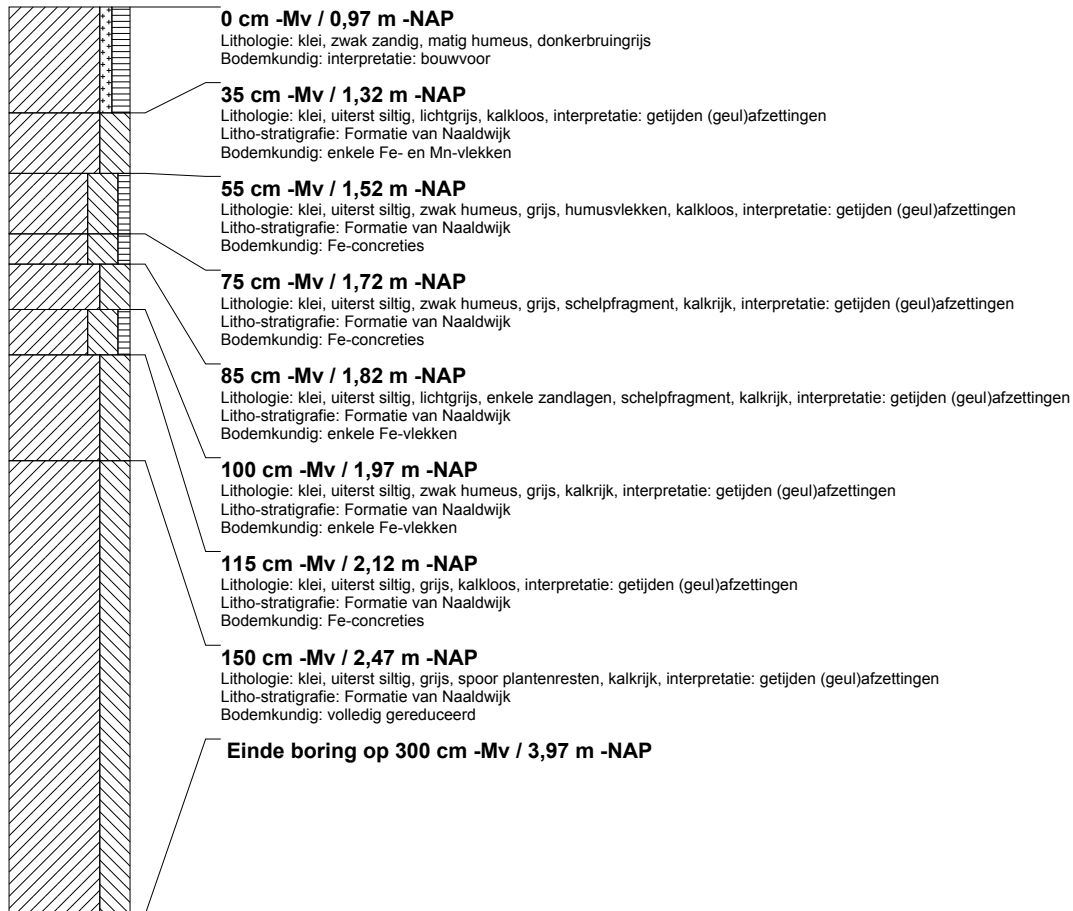 0 cm -Mv / 0,97 m -NAP
Lithologie: klei, zwak zandig, matig humeus, donkerbruingrijs
Bodemkundig: interpretatie: bouwvoor
35 cm -Mv / 1,32 m -NAP
Lithologie: klei, uiterst siltig, lichtgrijs, kalkloos, interpretatie: getijden (geul)afzettingen
Litho-stratigrafie: Formatie van Naaldwijk
Bodemkundig: enkele Fe- en Mn-vlekken
55 cm -Mv / 1,52 m -NAP
Lithologie: klei, uiterst siltig, zwak humeus, grijs, humusvlekken, kalkloos, interpretatie: getijden (geul)afzettingen
Litho-stratigrafie: Formatie van Naaldwijk
Bodemkundig: Fe-concreties
75 cm -Mv / 1,72 m -NAP
Lithologie: klei, uiterst siltig, zwak humeus, grijs, schelpfragment, kalkrijk, interpretatie: getijden (geul)afzettingen
Litho-stratigrafie: Formatie van Naaldwijk
Bodemkundig: Fe-concreties
85 cm -Mv / 1,82 m -NAP
Lithologie: klei, uiterst siltig, lichtgrijs, enkele zandlagen, schelpfragment, kalkrijk, interpretatie: getijden (geul)afzettingen
Litho-stratigrafie: Formatie van Naaldwijk
Bodemkundig: enkele Fe-vlekken
100 cm -Mv / 1,97 m -NAP
Lithologie: klei, uiterst siltig, zwak humeus, grijs, kalkrijk, interpretatie: getijden (geul)afzettingen
Litho-stratigrafie: Formatie van Naaldwijk
Bodemkundig: enkele Fe-vlekken
115 cm -Mv / 2,12 m -NAP
Lithologie: klei, uiterst siltig, grijs, kalkloos, interpretatie: getijden (geul)afzettingen
Litho-stratigrafie: Formatie van Naaldwijk
Bodemkundig: Fe-concreties
150 cm -Mv / 2,47 m -NAP
Lithologie: klei, uiterst siltig, grijs, spoor plantenresten, kalkrijk, interpretatie: getijden (geul)afzettingen
Litho-stratigrafie: Formatie van Naaldwijk
Bodemkundig: volledig gereduceerd
Einde boring op 300 cm -Mv / 3,97 m -NAP